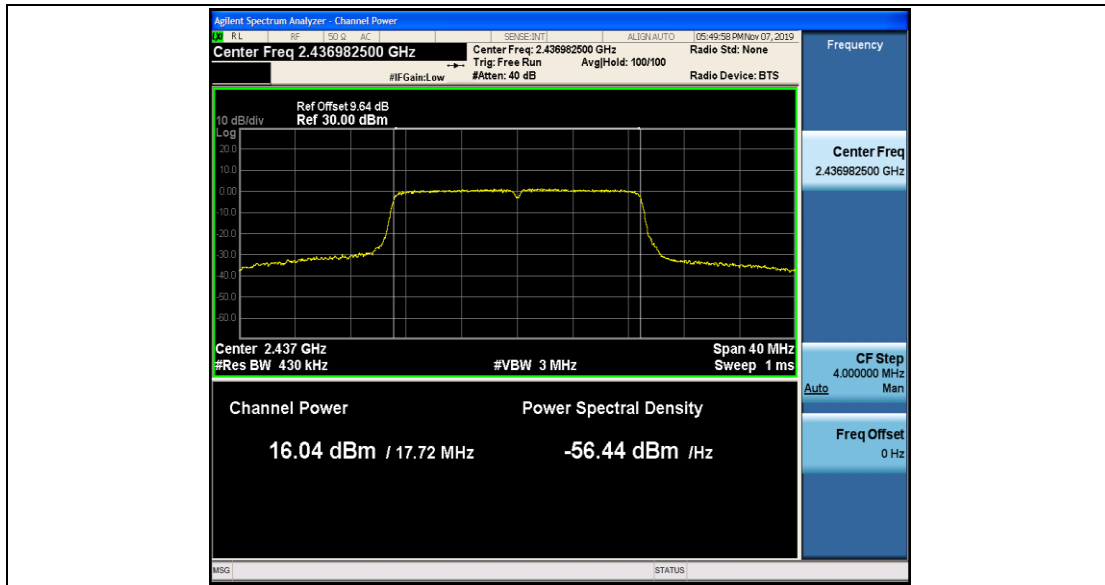 Agilent Spectrum Analyzer - Channel Power
RL RF 50 Ω AC SENSE:INT ALIGN AUTO 05:49:58 PM Nov 07, 2019
Center Freq 2.436982500 GHz
Center Freq: 2.436982500 GHz Radio Std: None
Trig: Free Run Avg|Hold: 100/100
#IFGain:Low #Atten: 40 dB Radio Device: BTS
Frequency
Ref Offset 9.64 dB
10 dB/div Ref 30.00 dBm
Log
20.0
10.0
0.00
-10.0
-20.0
-30.0
-40.0
-50.0
-60.0
Center 2.437 GHz Span 40 MHz
#Res BW 430 kHz #VBW 3 MHz Sweep 1 ms
Channel Power Power Spectral Density
16.04 dBm / 17.72 MHz -56.44 dBm /Hz
Center Freq
2.436982500 GHz
CF Step
4.000000 MHz
Auto Man
Freq Offset
0 Hz
MSG STATUS